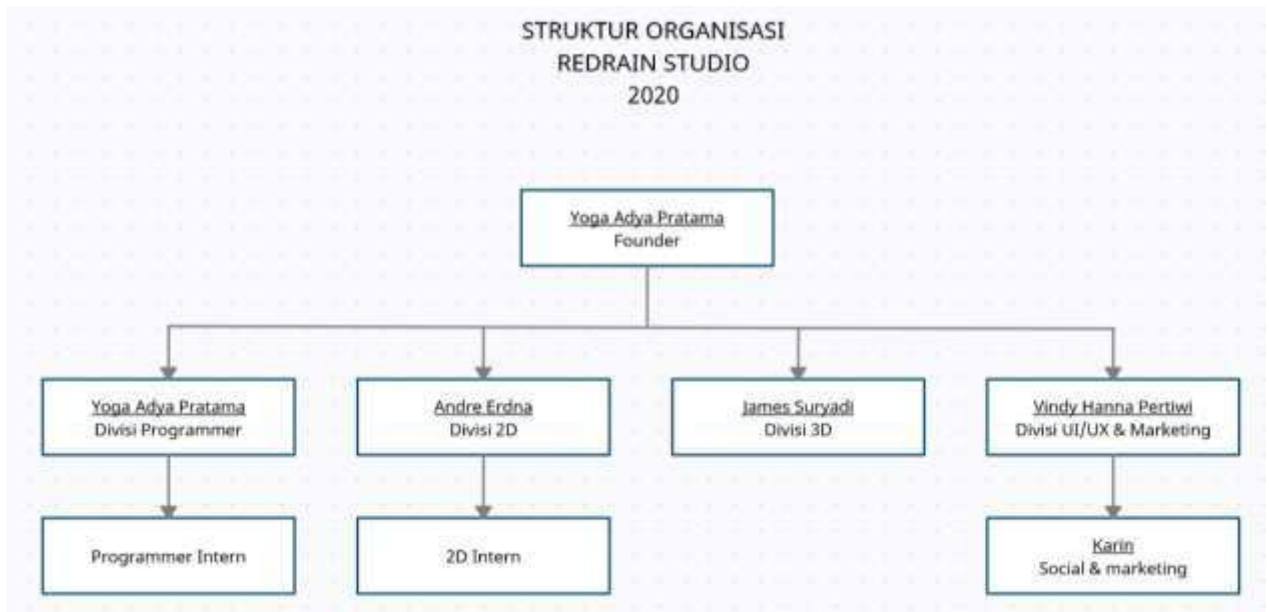 STRUKTUR ORGANISASI
REDRAIN STUDIO
2020
Yoga Adya Pratama
Founder
Yoga Adya Pratama
Divisi Programmer
Andre Erdna
Divisi 2D
James Suryadi
Divisi 3D
Vindy Hanna Pertiwi
Divisi UI/UX & Marketing
Programmer Intern
2D Intern
Karin
Social & marketing